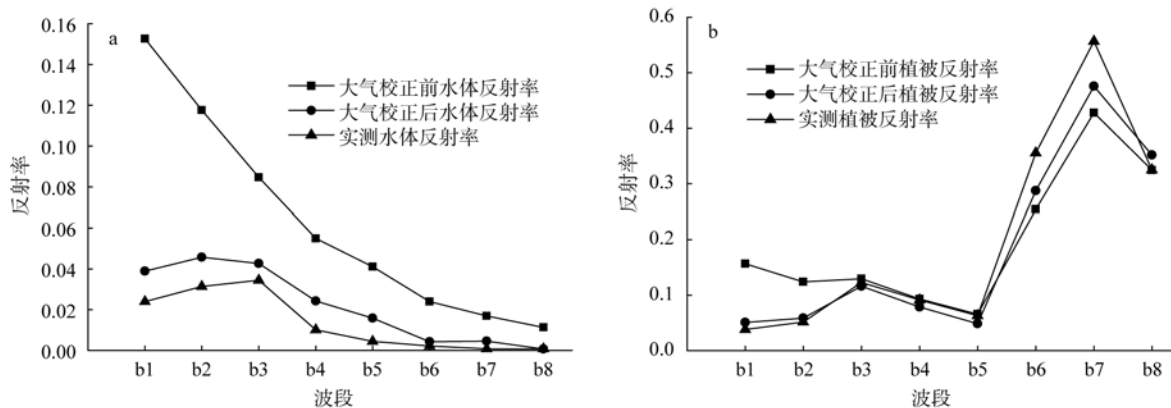 a
0.16
0.14
0.12
0.10
0.08
0.06
0.04
0.02
0.00
反射率
大气校正前水体反射率
大气校正后水体反射率
实测水体反射率
b1 b2 b3 b4 b5 b6 b7 b8
波段
b
0.6
0.5
0.4
0.3
0.2
0.1
0.0
反射率
大气校正前植被反射率
大气校正后植被反射率
实测植被反射率
b1 b2 b3 b4 b5 b6 b7 b8
波段